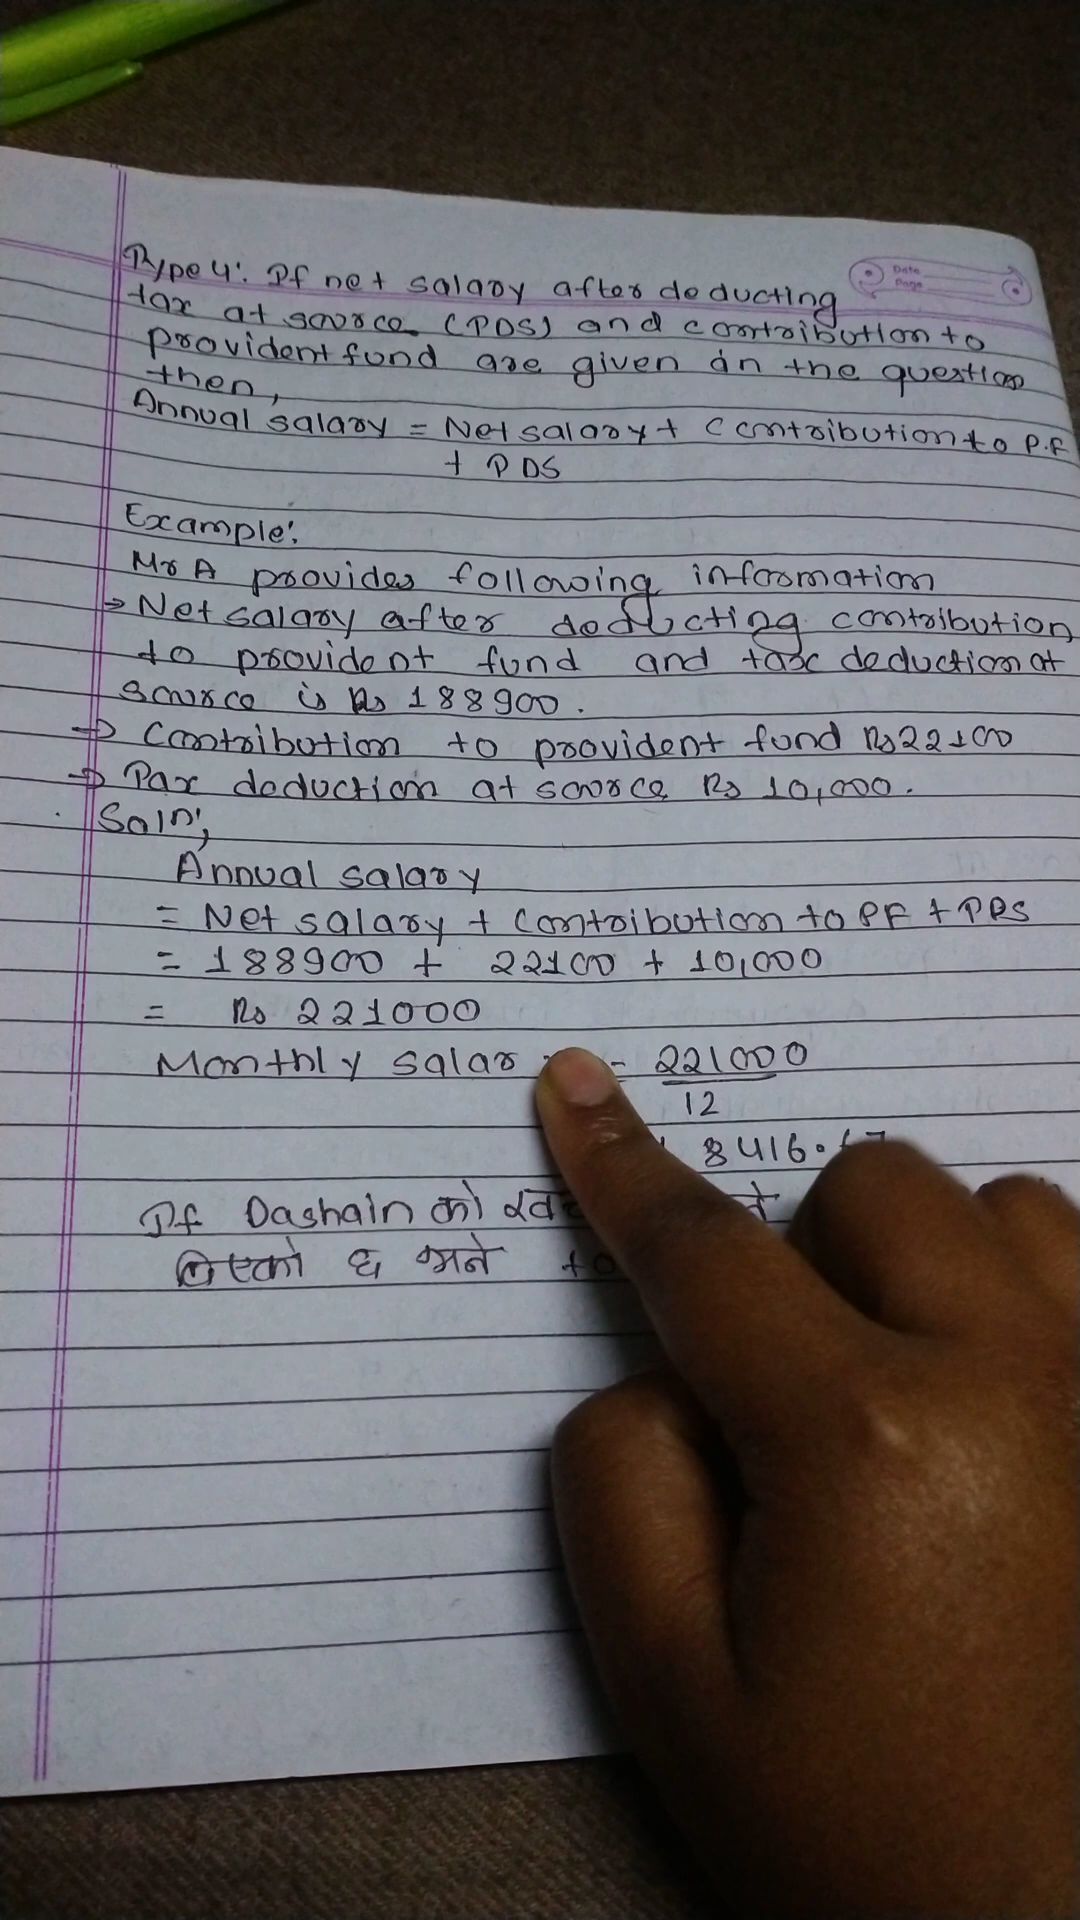 Type 4: If net salary after deducting
Date
Page
tax at source (TDS) and contribution to
provident fund are given in the question
then,
Annual salary = Net salary + Contribution to P.F
+ TDS
Example:
Mr A provides following information
→ Net salary after deducting contribution
to provident fund and tax deduction at
source is Rs 188900.
→ Contribution to provident fund Rs 22100
→ Tax deduction at source Rs 10,000.
Soln;
Annual salary
= Net salary + Contribution to PF + TDS
= 188900 + 22100 + 10,000
= Rs 221000
Monthly salar = 221000
12
8416.67
If Dashain को
दिएको छ भने